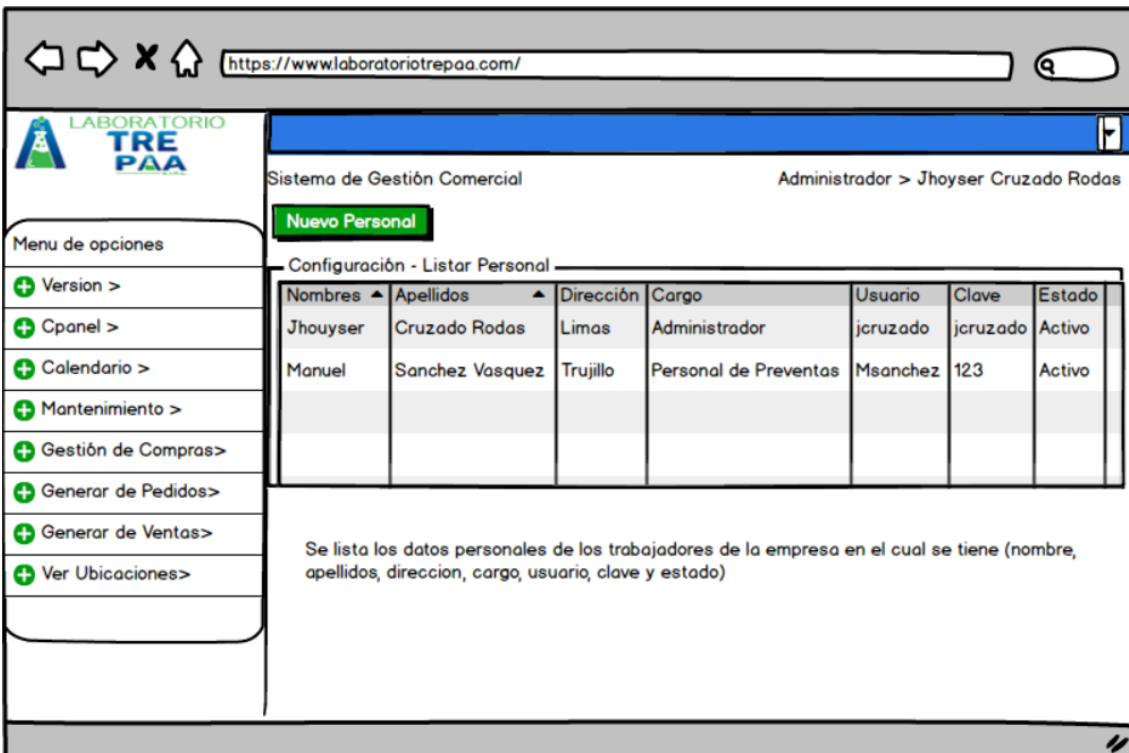 https://www.laboratoriotrepaa.com/
LABORATORIO
TRE
PAA
Sistema de Gestión Comercial
Administrador > Jhoyser Cruzado Rodas
Nuevo Personal
Menu de opciones
Version >
Cpanel >
Calendario >
Mantenimiento >
Gestión de Compras>
Generar de Pedidos>
Generar de Ventas>
Ver Ubicaciones>
Configuración - Listar Personal
Nombres Apellidos Dirección Cargo Usuario Clave Estado
Jhouyser Cruzado Rodas Limas Administrador jcruzado jcruzado Activo
Manuel Sanchez Vasquez Trujillo Personal de Preventas Msanchez 123 Activo
Se lista los datos personales de los trabajadores de la empresa en el cual se tiene (nombre,
apellidos, direccion, cargo, usuario, clave y estado)